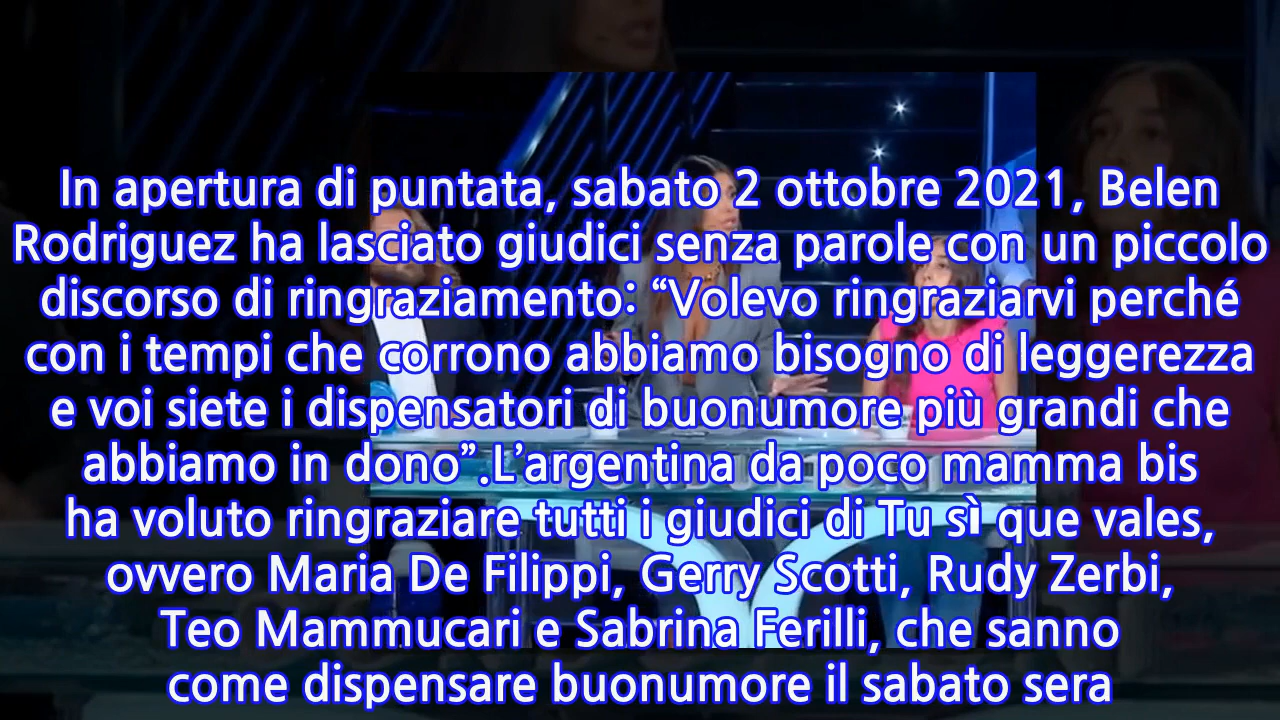 In apertura di puntata, sabato 2 ottobre 2021, Belen
Rodriguez ha lasciato giudici senza parole con un piccolo
discorso di ringraziamento: “Volevo ringraziarvi perché
con i tempi che corrono abbiamo bisogno di leggerezza
e voi siete i dispensatori di buonumore più grandi che
abbiamo in dono”.L’argentina da poco mamma bis
ha voluto ringraziare tutti i giudici di Tu sì que vales,
ovvero Maria De Filippi, Gerry Scotti, Rudy Zerbi,
Teo Mammucari e Sabrina Ferilli, che sanno
come dispensare buonumore il sabato sera